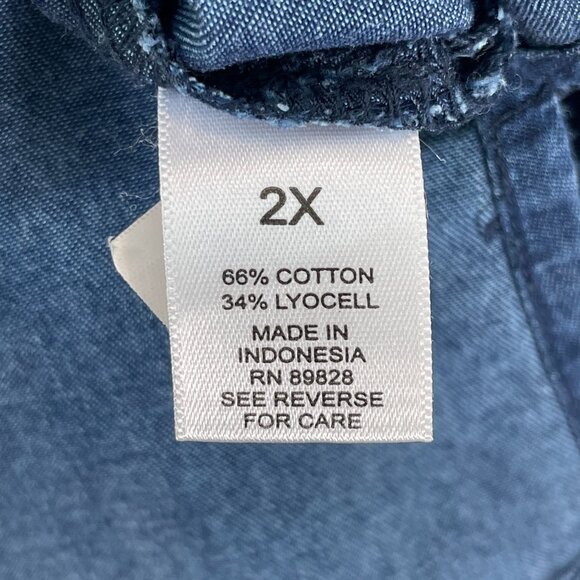 2X
66% COTTON
34% LYOCELL
MADE IN
INDONESIA
RN 89828
SEE REVERSE
FOR CARE